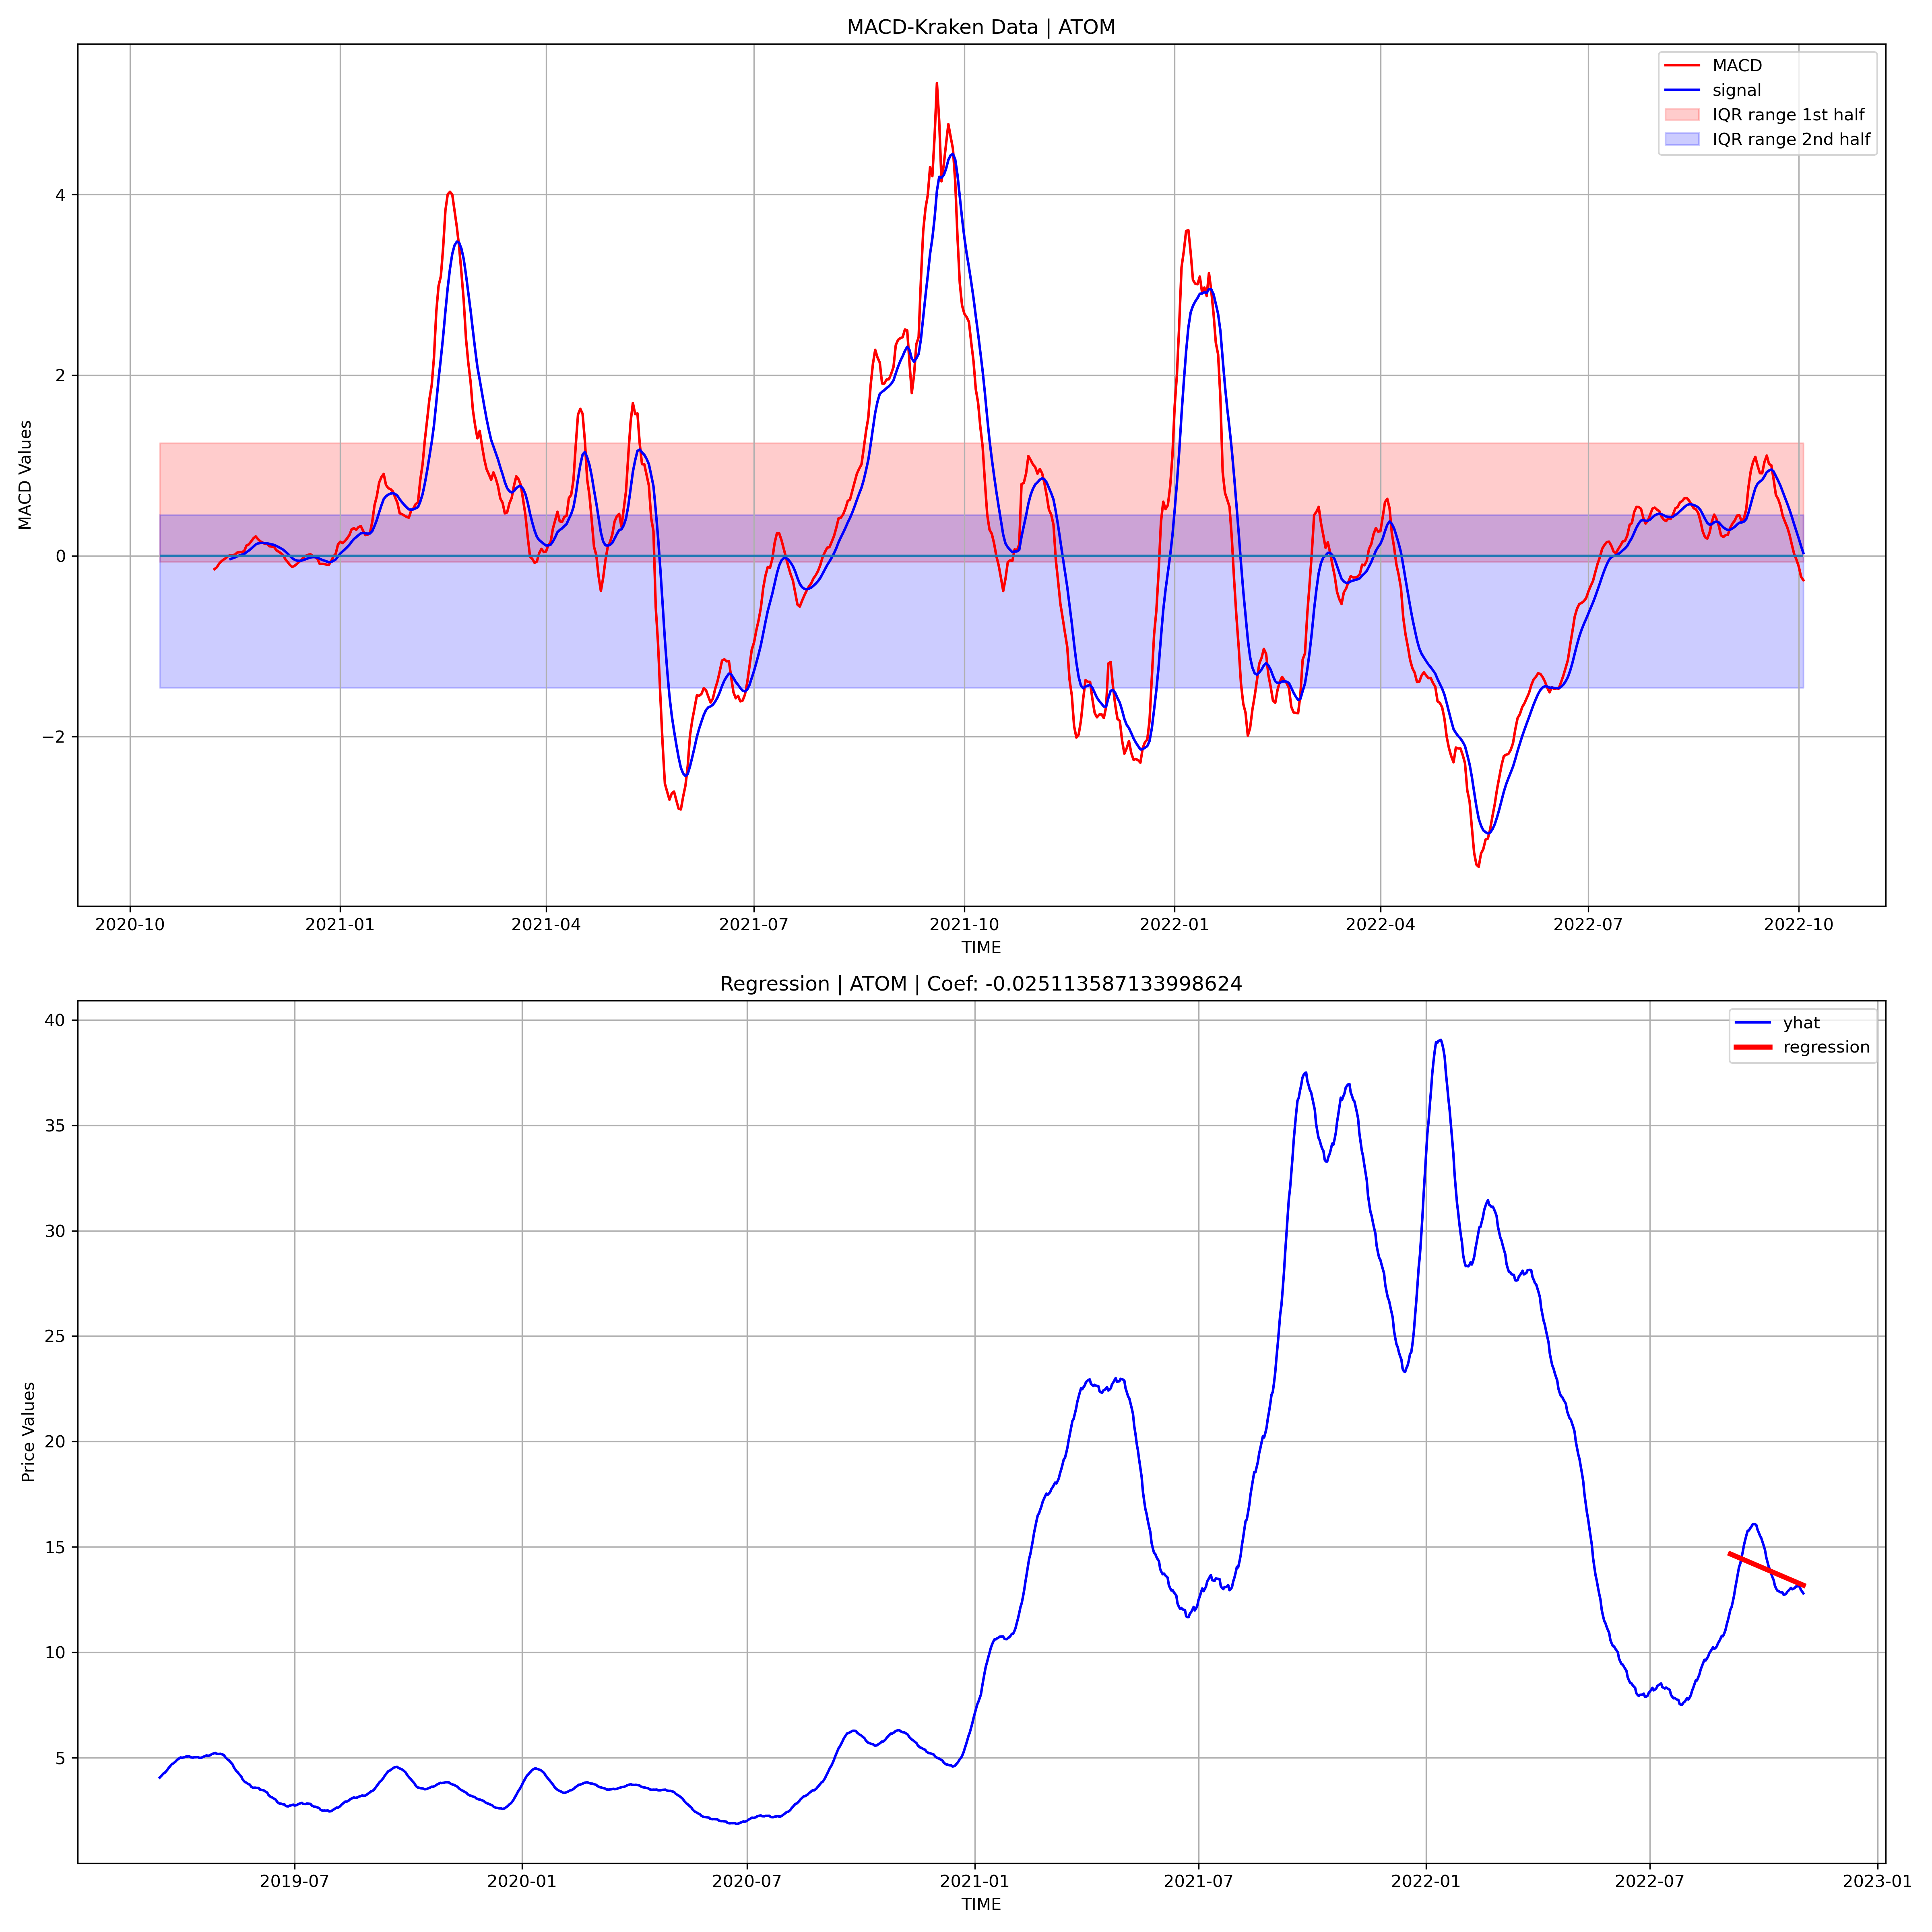 MACD-Kraken Data | ATOM
MACD
signal
IQR range 1st half
IQR range 2nd half
MACD Values
4
2
0
−2
2020-10
2021-01
2021-04
2021-07
2021-10
2022-01
2022-04
2022-07
2022-10
TIME
Regression | ATOM | Coef: -0.025113587133998624
yhat
regression
Price Values
40
35
30
25
20
15
10
5
2019-07
2020-01
2020-07
2021-01
2021-07
2022-01
2022-07
2023-01
TIME